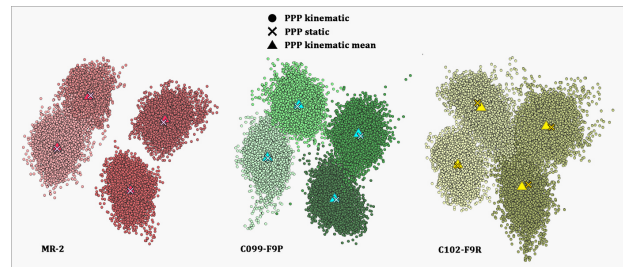 PPP kinematic
PPP static
PPP kinematic mean
MR-2
C099-F9P
C102-F9R